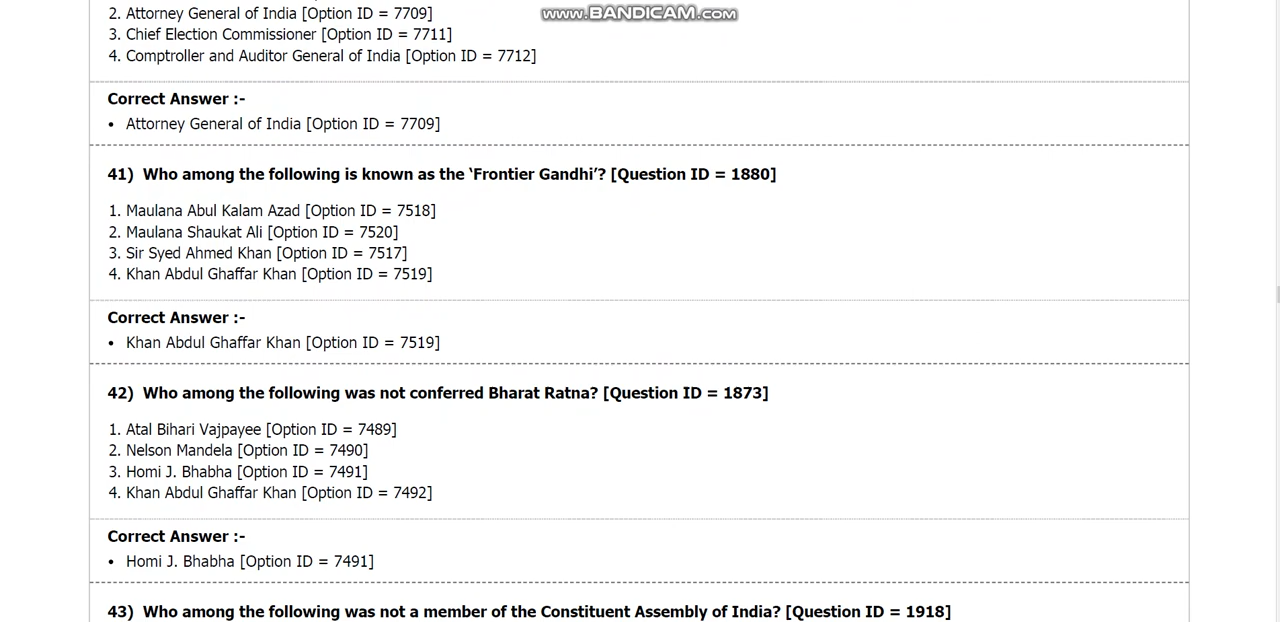 www.BANDICAM.com
2. Attorney General of India [Option ID = 7709]
3. Chief Election Commissioner [Option ID = 7711]
4. Comptroller and Auditor General of India [Option ID = 7712]
Correct Answer :-
• Attorney General of India [Option ID = 7709]
41) Who among the following is known as the ‘Frontier Gandhi’? [Question ID = 1880]
1. Maulana Abul Kalam Azad [Option ID = 7518]
2. Maulana Shaukat Ali [Option ID = 7520]
3. Sir Syed Ahmed Khan [Option ID = 7517]
4. Khan Abdul Ghaffar Khan [Option ID = 7519]
Correct Answer :-
• Khan Abdul Ghaffar Khan [Option ID = 7519]
42) Who among the following was not conferred Bharat Ratna? [Question ID = 1873]
1. Atal Bihari Vajpayee [Option ID = 7489]
2. Nelson Mandela [Option ID = 7490]
3. Homi J. Bhabha [Option ID = 7491]
4. Khan Abdul Ghaffar Khan [Option ID = 7492]
Correct Answer :-
• Homi J. Bhabha [Option ID = 7491]
43) Who among the following was not a member of the Constituent Assembly of India? [Question ID = 1918]